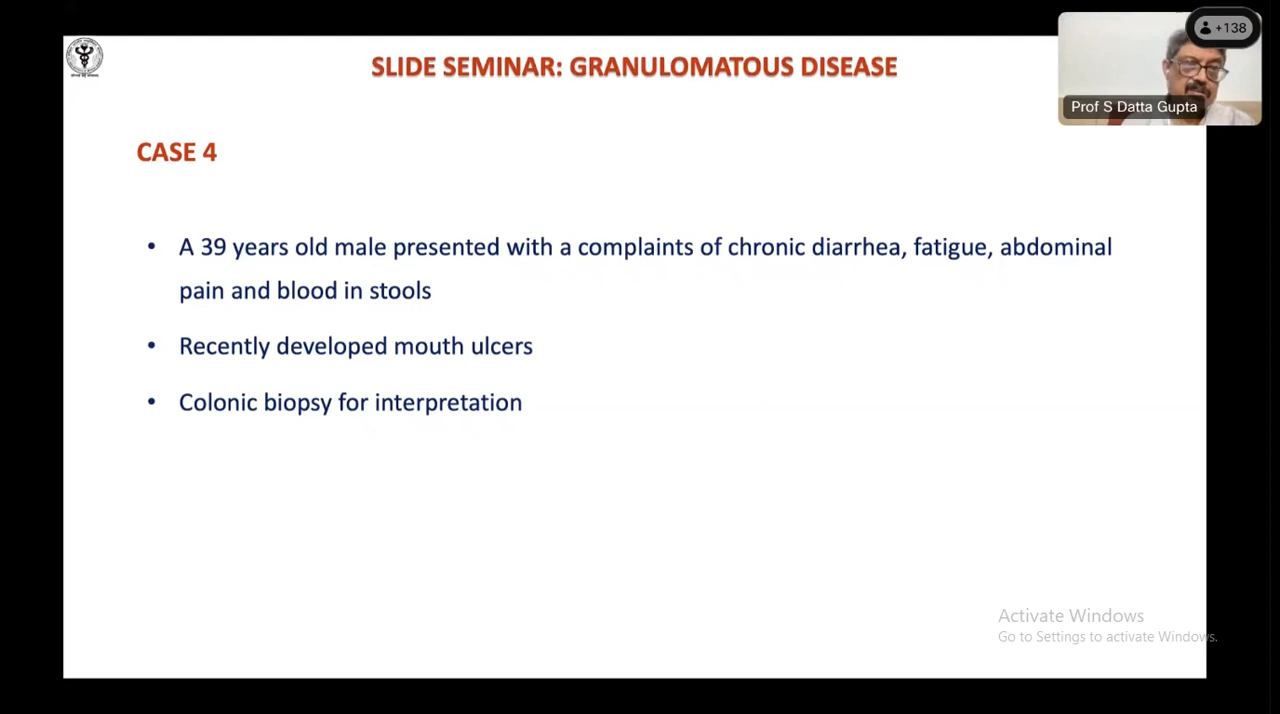 SLIDE SEMINAR: GRANULOMATOUS DISEASE
+138
Prof S Datta Gupta
CASE 4
• A 39 years old male presented with a complaints of chronic diarrhea, fatigue, abdominal
pain and blood in stools
• Recently developed mouth ulcers
• Colonic biopsy for interpretation
Activate Windows
Go to Settings to activate Windows.